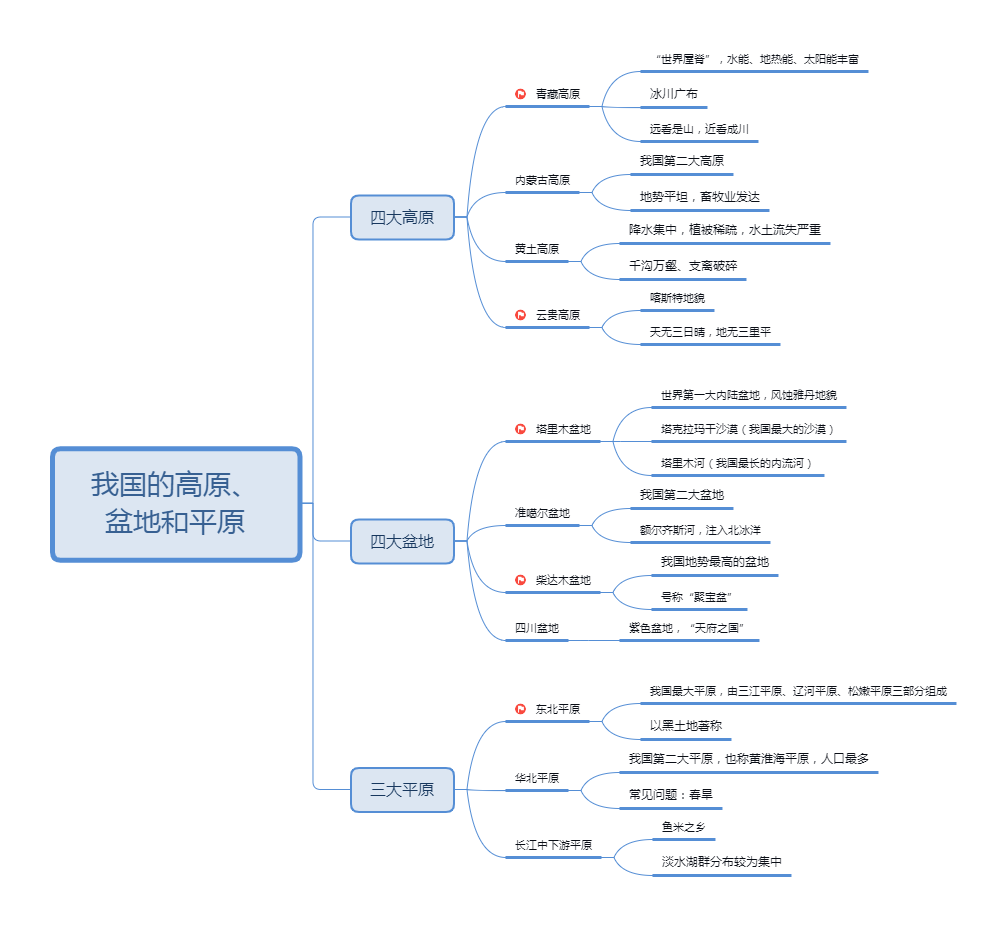 我国的高原、
盆地和平原
四大高原
青藏高原
“世界屋脊”，水能、地热能、太阳能丰富
冰川广布
远看是山，近看成川
内蒙古高原
我国第二大高原
地势平坦，畜牧业发达
黄土高原
降水集中，植被稀疏，水土流失严重
千沟万壑、支离破碎
云贵高原
喀斯特地貌
天无三日晴，地无三里平
四大盆地
塔里木盆地
世界第一大内陆盆地，风蚀雅丹地貌
塔克拉玛干沙漠（我国最大的沙漠）
塔里木河（我国最长的内流河）
准噶尔盆地
我国第二大盆地
额尔齐斯河，注入北冰洋
柴达木盆地
我国地势最高的盆地
号称“聚宝盆”
四川盆地
紫色盆地，“天府之国”
三大平原
东北平原
我国最大平原，由三江平原、辽河平原、松嫩平原三部分组成
以黑土地著称
华北平原
我国第二大平原，也称黄淮海平原，人口最多
常见问题：春旱
长江中下游平原
鱼米之乡
淡水湖群分布较为集中